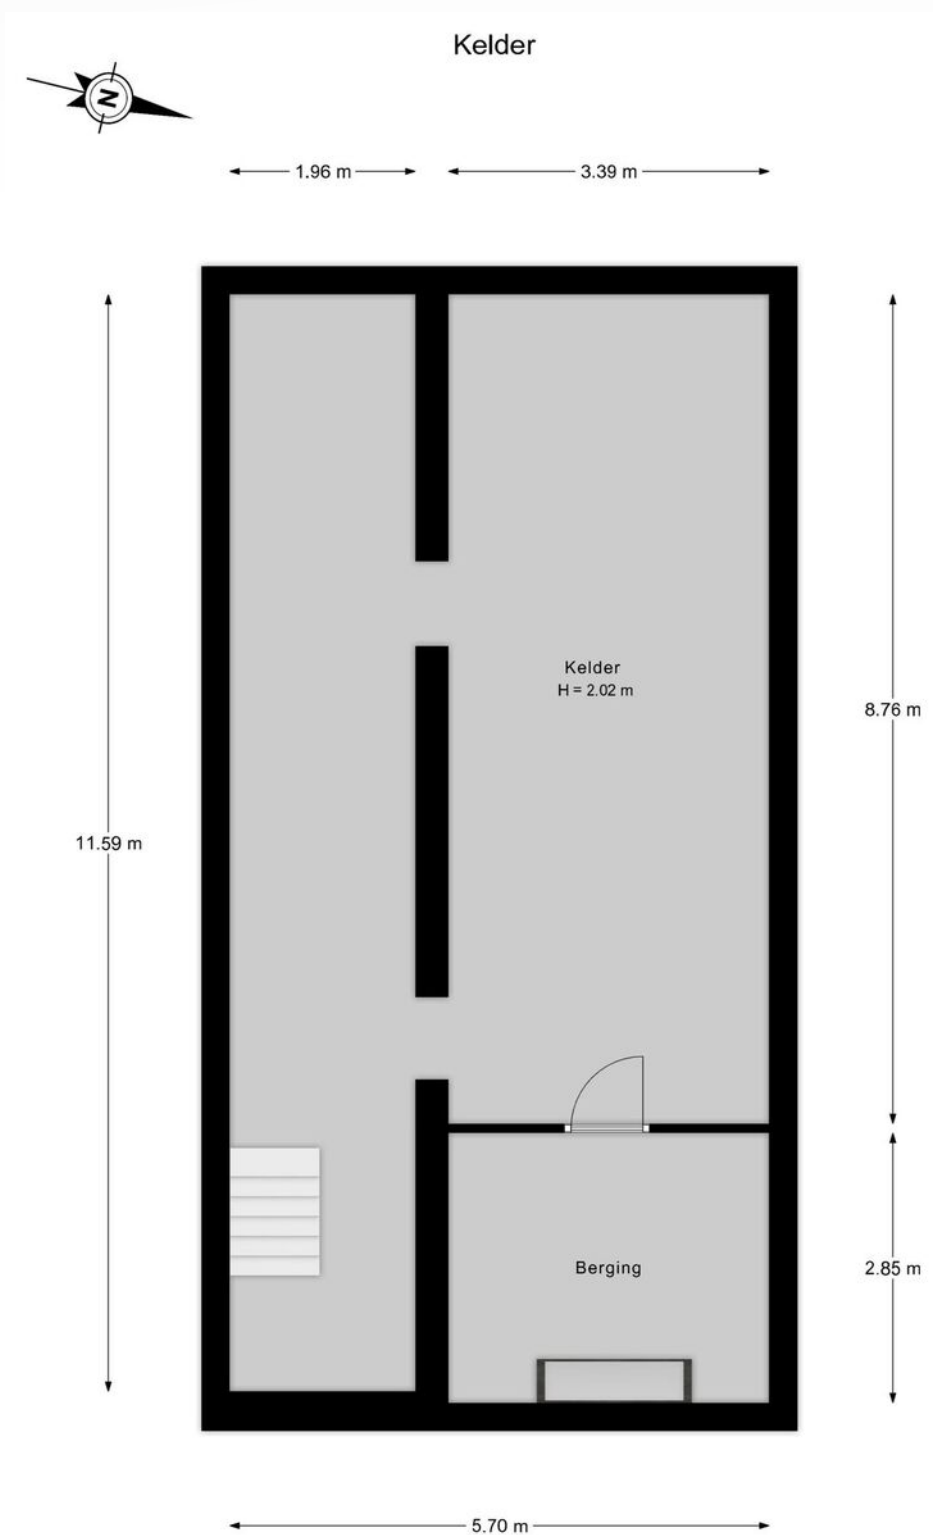 Kelder
N
1.96 m
3.39 m
Kelder
H = 2.02 m
8.76 m
11.59 m
Berging
2.85 m
5.70 m